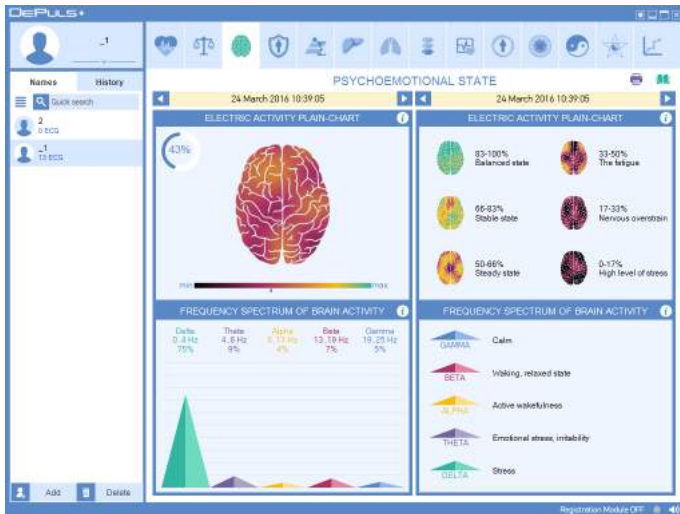 DePuls+
_1
Names
History
Quick search
2
0 ECG
_1
13 ECG
Add
Delete
PSYCHOEMOTIONAL STATE
24 March 2016 10:39:05
24 March 2016 10:39:05
ELECTRIC ACTIVITY PLAIN-CHART
43%
min
max
ELECTRIC ACTIVITY PLAIN-CHART
83-100%
Balanced state
33-50%
The fatigue
66-83%
Stable state
17-33%
Nervous overstrain
50-66%
Steady state
0-17%
High level of stress
FREQUENCY SPECTRUM OF BRAIN ACTIVITY
Delta
Theta
Alpha
Beta
Gamma
0..4 Hz
4..8 Hz
8..13 Hz
13..19 Hz
19..25 Hz
75%
9%
4%
7%
5%
FREQUENCY SPECTRUM OF BRAIN ACTIVITY
GAMMA
Calm
BETA
Waking, relaxed state
ALPHA
Active wakefulness
THETA
Emotional stress, irritability
DELTA
Stress
Registration Module OFF